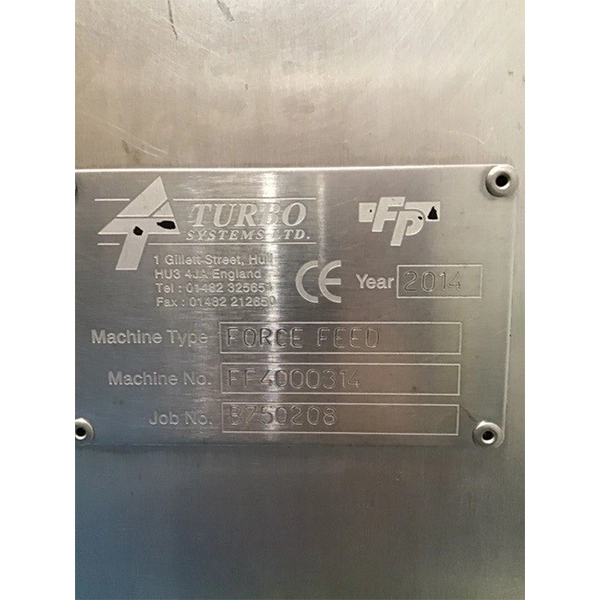 TURBO
SYSTEMS LTD.
FP
1 Gillett Street, Hull
HU3 4JA England
Tel : 01482 325651
Fax : 01482 212650
CE
Year 2014
Machine Type FORCE FEED
Machine No. FF4000314
Job No. B750208